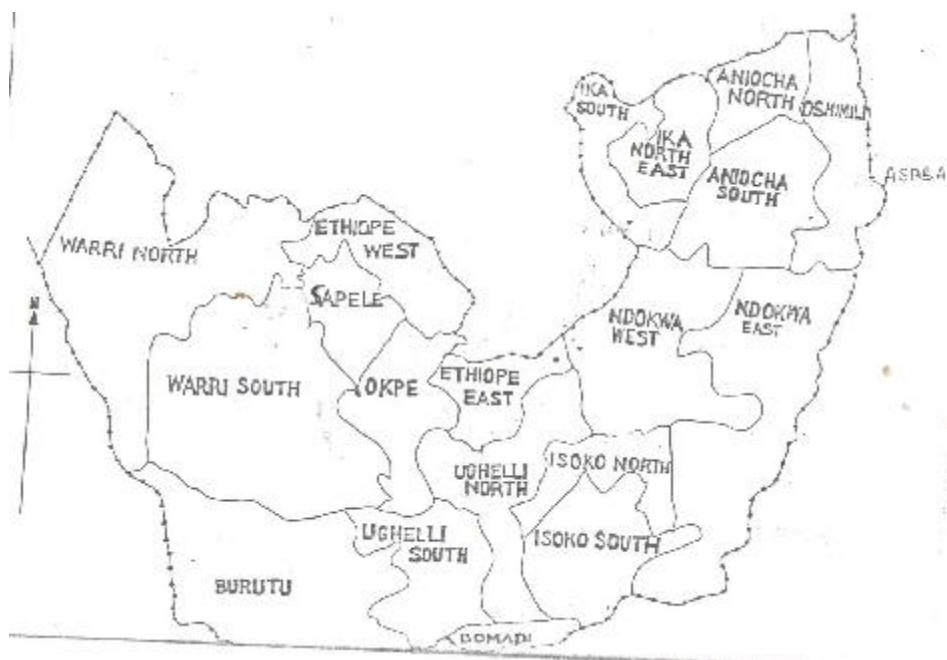 IKA
SOUTH
ANIOCHA
NORTH
OSHIMILI
IKA
NORTH
EAST
ANIOCHA
SOUTH
ASABA
ETHIOPE
WEST
WARRI NORTH
SAPELE
N
NDOKWA
WEST
NDOKWA
EAST
WARRI SOUTH
OKPE
ETHIOPE
EAST
UGHELLI
NORTH
ISOKO NORTH
UGHELLI
SOUTH
ISOKO SOUTH
BURUTU
BOMADI